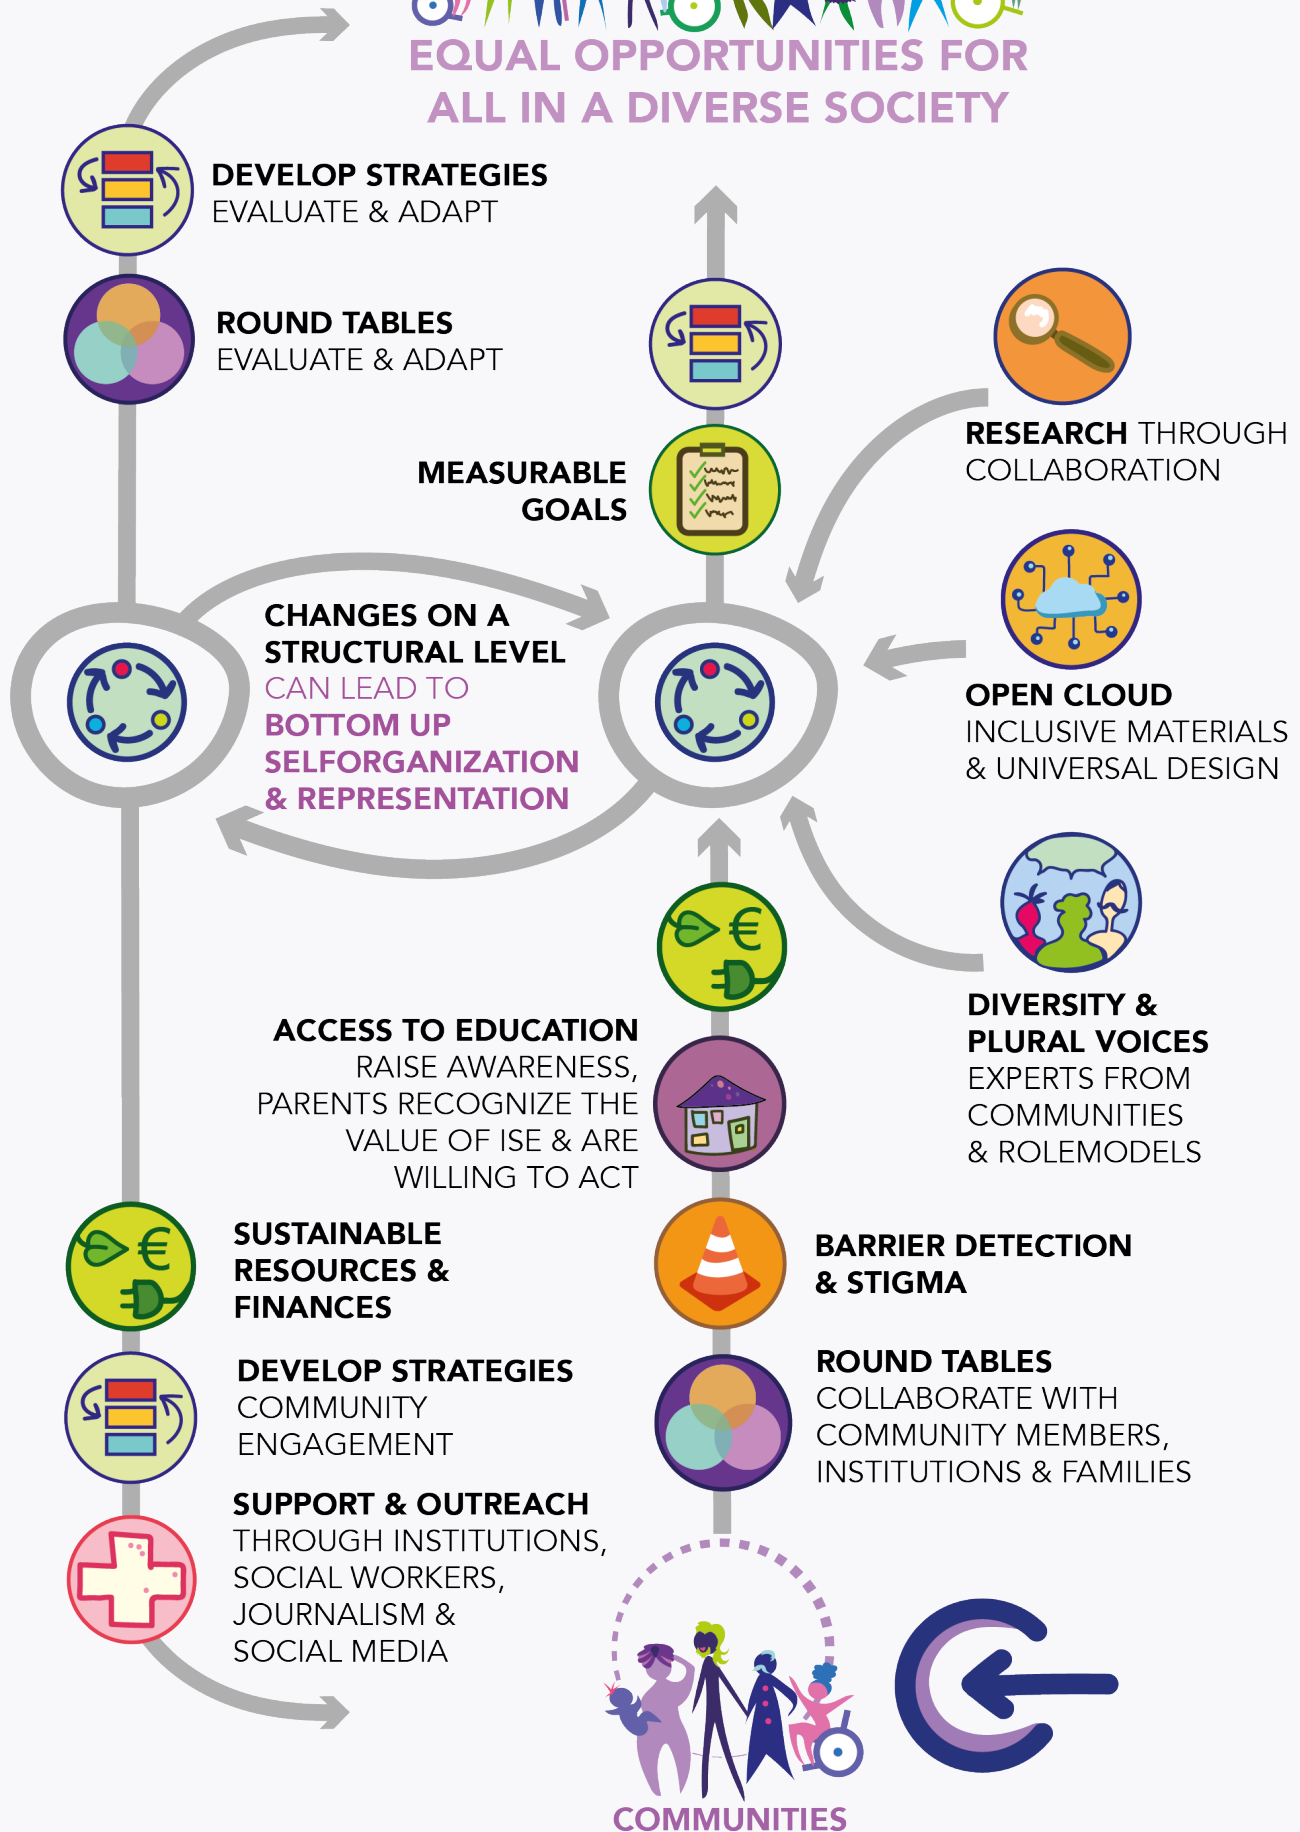 EQUAL OPPORTUNITIES FOR
ALL IN A DIVERSE SOCIETY
DEVELOP STRATEGIES
EVALUATE & ADAPT
ROUND TABLES
EVALUATE & ADAPT
MEASURABLE
GOALS
RESEARCH THROUGH
COLLABORATION
CHANGES ON A
STRUCTURAL LEVEL
CAN LEAD TO
BOTTOM UP
SELFORGANIZATION
& REPRESENTATION
OPEN CLOUD
INCLUSIVE MATERIALS
& UNIVERSAL DESIGN
€
DIVERSITY &
PLURAL VOICES
EXPERTS FROM
COMMUNITIES
& ROLEMODELS
ACCESS TO EDUCATION
RAISE AWARENESS,
PARENTS RECOGNIZE THE
VALUE OF ISE & ARE
WILLING TO ACT
€
SUSTAINABLE
RESOURCES &
FINANCES
BARRIER DETECTION
& STIGMA
DEVELOP STRATEGIES
COMMUNITY
ENGAGEMENT
ROUND TABLES
COLLABORATE WITH
COMMUNITY MEMBERS,
INSTITUTIONS & FAMILIES
SUPPORT & OUTREACH
THROUGH INSTITUTIONS,
SOCIAL WORKERS,
JOURNALISM &
SOCIAL MEDIA
COMMUNITIES